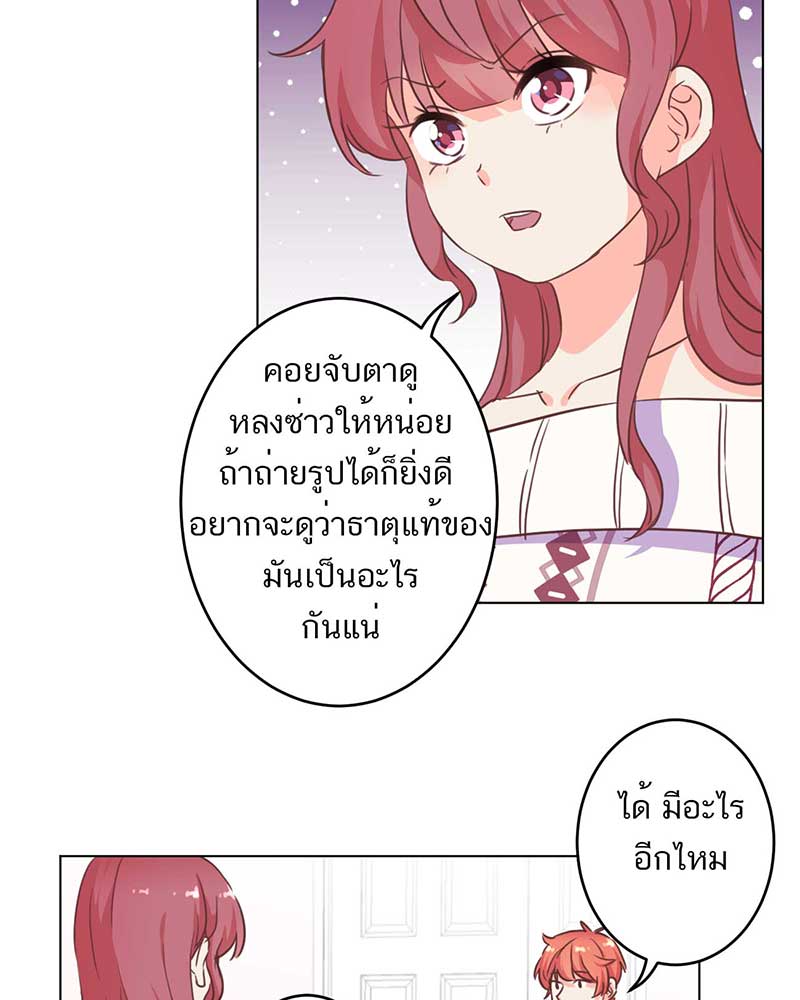 คอยจับตาดู
หลงซ่าวให้หน่อย
ถ้าถ่ายรูปได้ก็ยิ่งดี
อยากจะดูว่าธาตุแท้ของ
มันเป็นอะไร
กันแน่
ได้ มีอะไร
อีกไหม